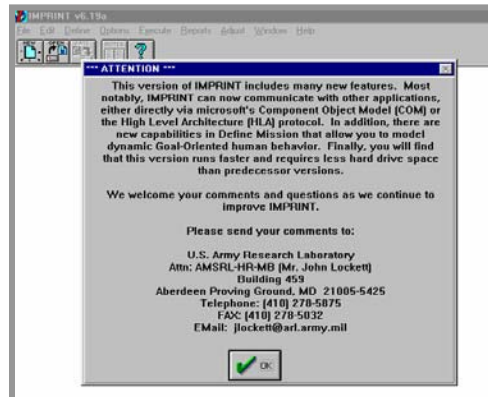 IMPRINT v6.19a
File Edit Define Options Execute Reports Adjust Window Help
NEW OPEN
*** ATTENTION ***
This version of IMPRINT includes many new features. Most
notably, IMPRINT can now communicate with other applications,
either directly via microsoft's Component Object Model (COM) or
the High Level Architecture (HLA) protocol. In addition, there are
new capabilities in Define Mission that allow you to model
dynamic Goal-Oriented human behavior. Finally, you will find
that this version runs faster and requires less hard drive space
than predecessor versions.
We welcome your comments and questions as we continue to
improve IMPRINT.
Please send your comments to:
U.S. Army Research Laboratory
Attn: AMSRL-HR-MB (Mr. John Lockett)
Building 459
Aberdeen Proving Ground, MD 21005-5425
Telephone: (410) 278-5875
FAX: (410) 278-5032
EMail: jlockett@arl.army.mil
OK